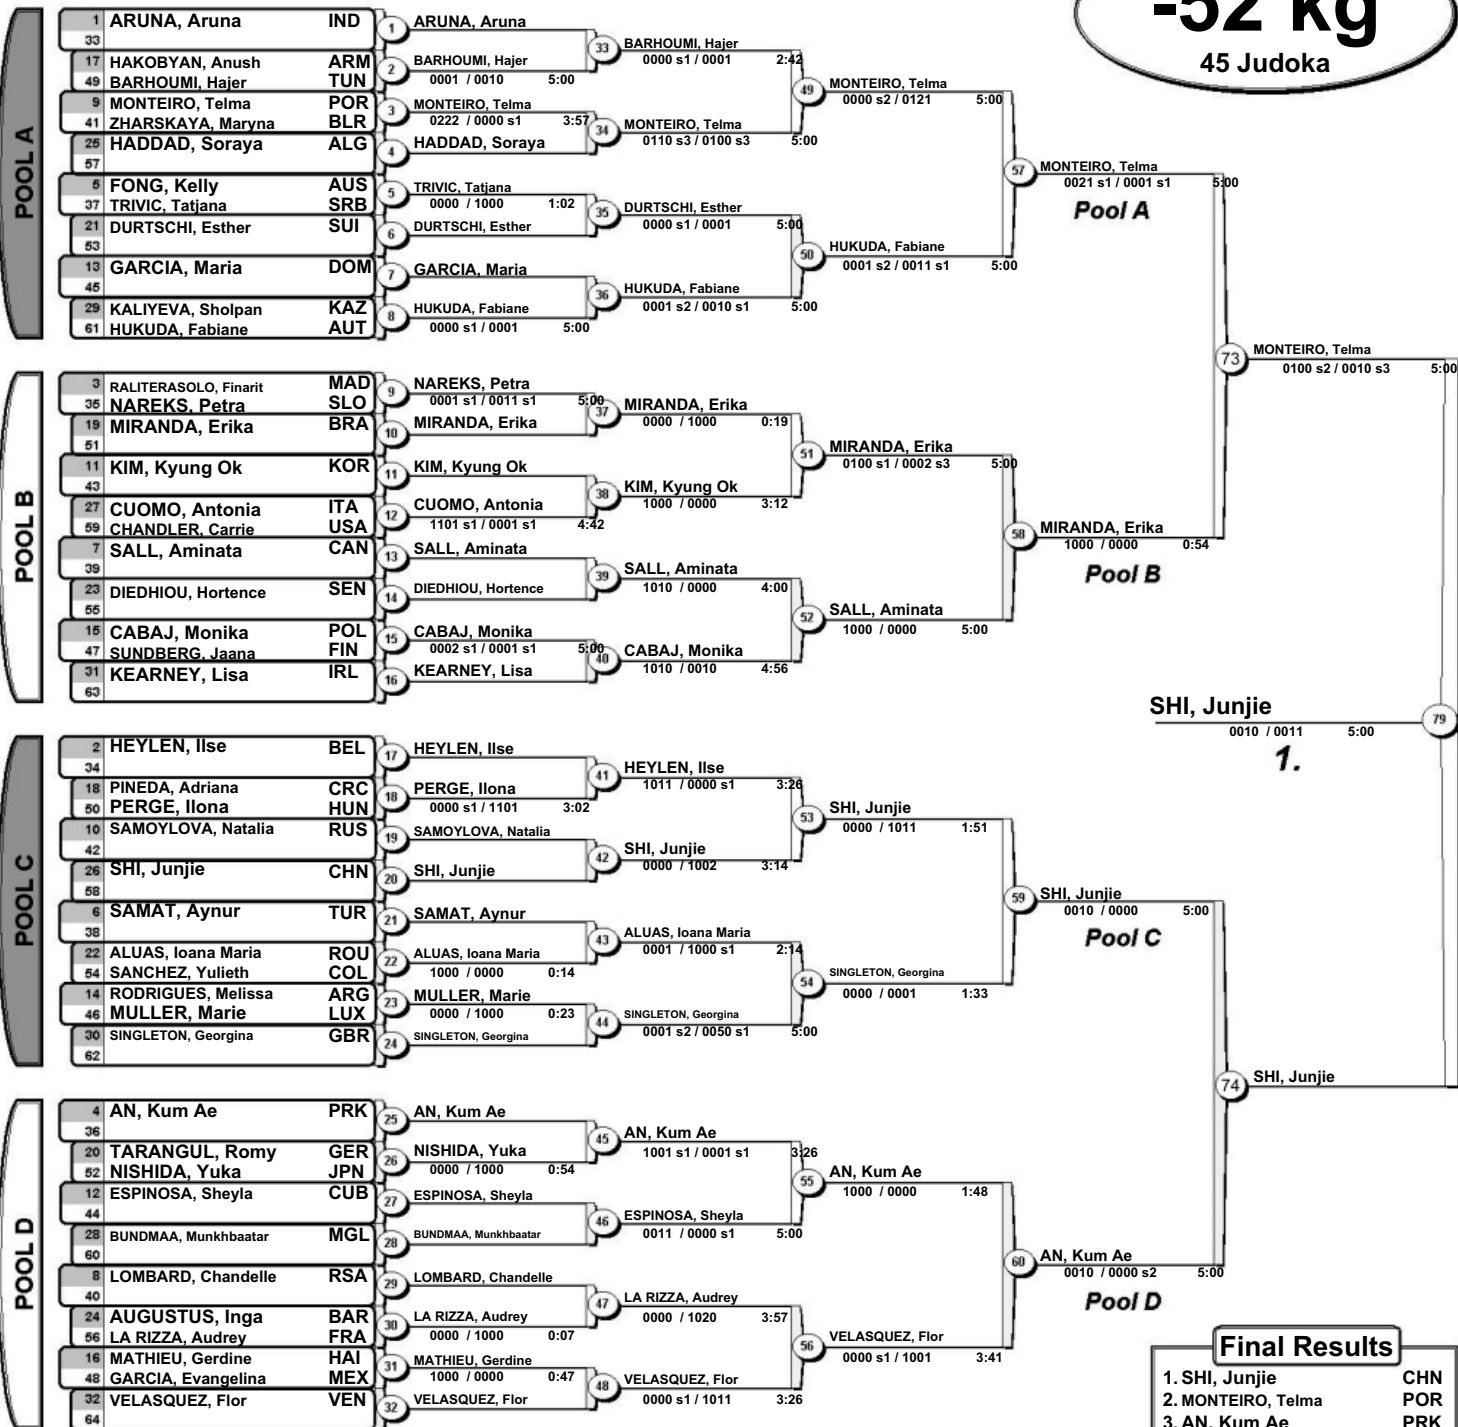 -52 kg
45 Judoka
POOL A
1 ARUNA, Aruna IND
33
17 HAKOBYAN, Anush ARM
49 BARHOUMI, Hajer TUN
9 MONTEIRO, Telma POR
41 ZHARSKAYA, Maryna BLR
25 HADDAD, Soraya ALG
57
5 FONG, Kelly AUS
37 TRIVIC, Tatjana SRB
21 DURTSCHI, Esther SUI
53
13 GARCIA, Maria DOM
45
29 KALIYEVA, Sholpan KAZ
61 HUKUDA, Fabiane AUT
1 ARUNA, Aruna
2 BARHOUMI, Hajer
0001 / 0010 5:00
3 MONTEIRO, Telma
0222 / 0000 s1 3:57
4 HADDAD, Soraya
5 TRIVIC, Tatjana
0000 / 1000 1:02
6 DURTSCHI, Esther
7 GARCIA, Maria
8 HUKUDA, Fabiane
0000 s1 / 0001 5:00
33 BARHOUMI, Hajer
0000 s1 / 0001 2:42
34 MONTEIRO, Telma
0110 s3 / 0100 s3 5:00
35 DURTSCHI, Esther
0000 s1 / 0001 5:00
36 HUKUDA, Fabiane
0001 s2 / 0010 s1 5:00
49 MONTEIRO, Telma
0000 s2 / 0121 5:00
50 HUKUDA, Fabiane
0001 s2 / 0011 s1 5:00
57 MONTEIRO, Telma
0021 s1 / 0001 s1 5:00
Pool A
POOL B
3 RALITERASOLO, Finarit MAD
35 NAREKS, Petra SLO
19 MIRANDA, Erika BRA
51
11 KIM, Kyung Ok KOR
43
27 CUOMO, Antonia ITA
59 CHANDLER, Carrie USA
7 SALL, Aminata CAN
39
23 DIEDHIOU, Hortence SEN
55
15 CABAJ, Monika POL
47 SUNDBERG, Jaana FIN
31 KEARNEY, Lisa IRL
63
9 NAREKS, Petra
0001 s1 / 0011 s1 5:00
10 MIRANDA, Erika
11 KIM, Kyung Ok
12 CUOMO, Antonia
1101 s1 / 0001 s1 4:42
13 SALL, Aminata
14 DIEDHIOU, Hortence
15 CABAJ, Monika
0002 s1 / 0001 s1 5:00
16 KEARNEY, Lisa
37 MIRANDA, Erika
0000 / 1000 0:19
38 KIM, Kyung Ok
1000 / 0000 3:12
39 SALL, Aminata
1010 / 0000 4:00
40 CABAJ, Monika
1010 / 0010 4:56
51 MIRANDA, Erika
0100 s1 / 0002 s3 5:00
52 SALL, Aminata
1000 / 0000 5:00
58 MIRANDA, Erika
1000 / 0000 0:54
Pool B
73 MONTEIRO, Telma
0100 s2 / 0010 s3 5:00
SHI, Junjie 79
0010 / 0011 5:00
1.
POOL C
2 HEYLEN, Ilse BEL
34
18 PINEDA, Adriana CRC
50 PERGE, Ilona HUN
10 SAMOYLOVA, Natalia RUS
42
26 SHI, Junjie CHN
58
6 SAMAT, Aynur TUR
38
22 ALUAS, Ioana Maria ROU
54 SANCHEZ, Yulieth COL
14 RODRIGUES, Melissa ARG
46 MULLER, Marie LUX
30 SINGLETON, Georgina GBR
62
17 HEYLEN, Ilse
18 PERGE, Ilona
0000 s1 / 1101 3:02
19 SAMOYLOVA, Natalia
20 SHI, Junjie
21 SAMAT, Aynur
22 ALUAS, Ioana Maria
1000 / 0000 0:14
23 MULLER, Marie
0000 / 1000 0:23
24 SINGLETON, Georgina
41 HEYLEN, Ilse
1011 / 0000 s1 3:26
42 SHI, Junjie
0000 / 1002 3:14
43 ALUAS, Ioana Maria
0001 / 1000 s1 2:14
44 SINGLETON, Georgina
0001 s2 / 0050 s1 5:00
53 SHI, Junjie
0000 / 1011 1:51
54 SINGLETON, Georgina
0000 / 0001 1:33
59 SHI, Junjie
0010 / 0000 5:00
Pool C
POOL D
4 AN, Kum Ae PRK
36
20 TARANGUL, Romy GER
52 NISHIDA, Yuka JPN
12 ESPINOSA, Sheyla CUB
44
28 BUNDMAA, Munkhbaatar MGL
60
8 LOMBARD, Chandelle RSA
40
24 AUGUSTUS, Inga BAR
56 LA RIZZA, Audrey FRA
16 MATHIEU, Gerdine HAI
48 GARCIA, Evangelina MEX
32 VELASQUEZ, Flor VEN
64
25 AN, Kum Ae
26 NISHIDA, Yuka
0000 / 1000 0:54
27 ESPINOSA, Sheyla
28 BUNDMAA, Munkhbaatar
29 LOMBARD, Chandelle
30 LA RIZZA, Audrey
0000 / 1000 0:07
31 MATHIEU, Gerdine
1000 / 0000 0:47
32 VELASQUEZ, Flor
45 AN, Kum Ae
1001 s1 / 0001 s1 3:26
46 ESPINOSA, Sheyla
0011 / 0000 s1 5:00
47 LA RIZZA, Audrey
0000 / 1020 3:57
48 VELASQUEZ, Flor
0000 s1 / 1011 3:26
55 AN, Kum Ae
1000 / 0000 1:48
56 VELASQUEZ, Flor
0000 s1 / 1001 3:41
60 AN, Kum Ae
0010 / 0000 s2 5:00
Pool D
74 SHI, Junjie
Final Results
1. SHI, Junjie CHN
2. MONTEIRO, Telma POR
3. AN, Kum Ae PRK